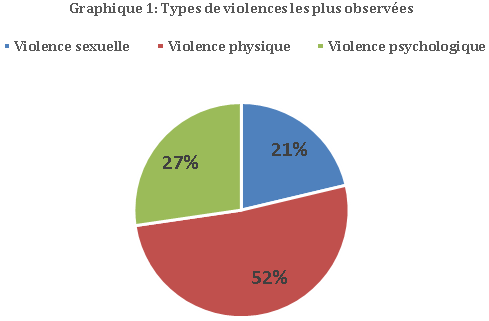 Graphique 1: Types de violences les plus observées
Violence sexuelle Violence physique Violence psychologique
21%
27%
52%